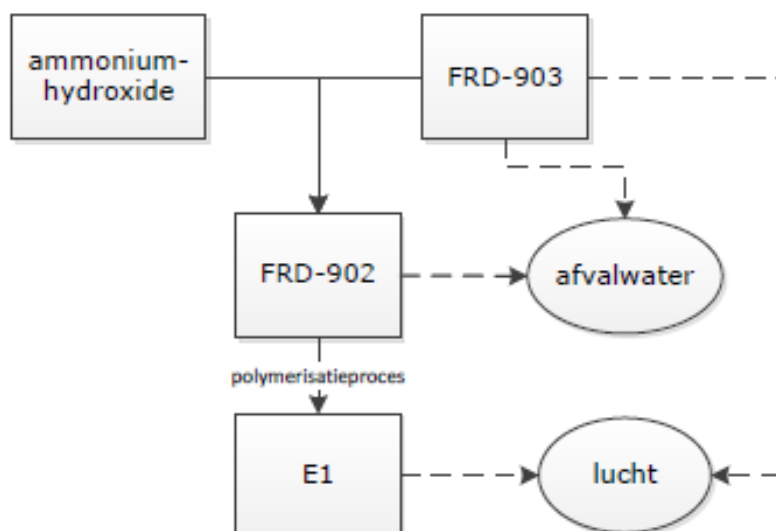 ammonium-
hydroxide
FRD-903
FRD-902
afvalwater
polymerisatieproces
E1
lucht